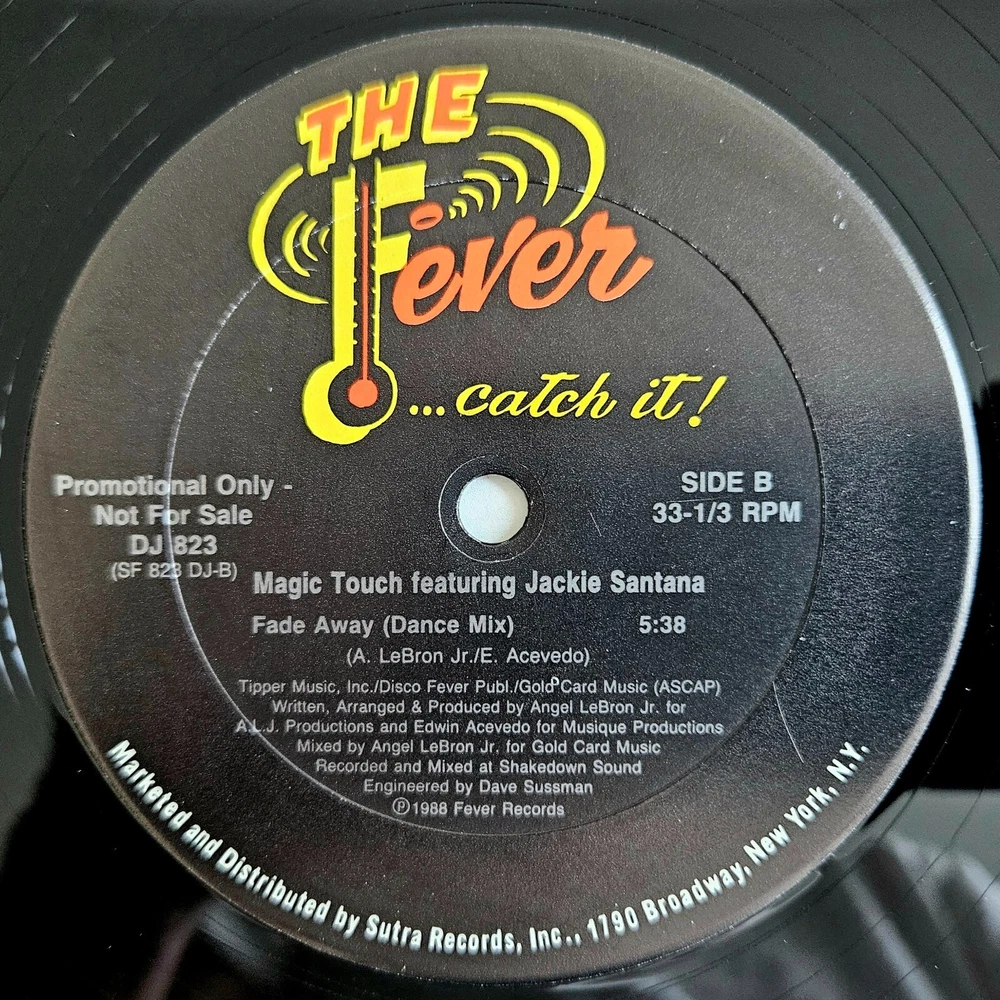 THE
Fever
...catch it!
Promotional Only -
Not For Sale
DJ 823
(SF 823 DJ-B)
SIDE B
33-1/3 RPM
Magic Touch featuring Jackie Santana
Fade Away (Dance Mix) 5:38
(A. LeBron Jr./E. Acevedo)
Tipper Music, Inc./Disco Fever Publ./Gold Card Music (ASCAP)
Written, Arranged & Produced by Angel LeBron Jr. for
A.L.J. Productions and Edwin Acevedo for Musique Productions
Mixed by Angel LeBron Jr. for Gold Card Music
Recorded and Mixed at Shakedown Sound
Engineered by Dave Sussman
℗1988 Fever Records
Marketed and Distributed by Sutra Records, Inc., 1790 Broadway, New York, N.Y.